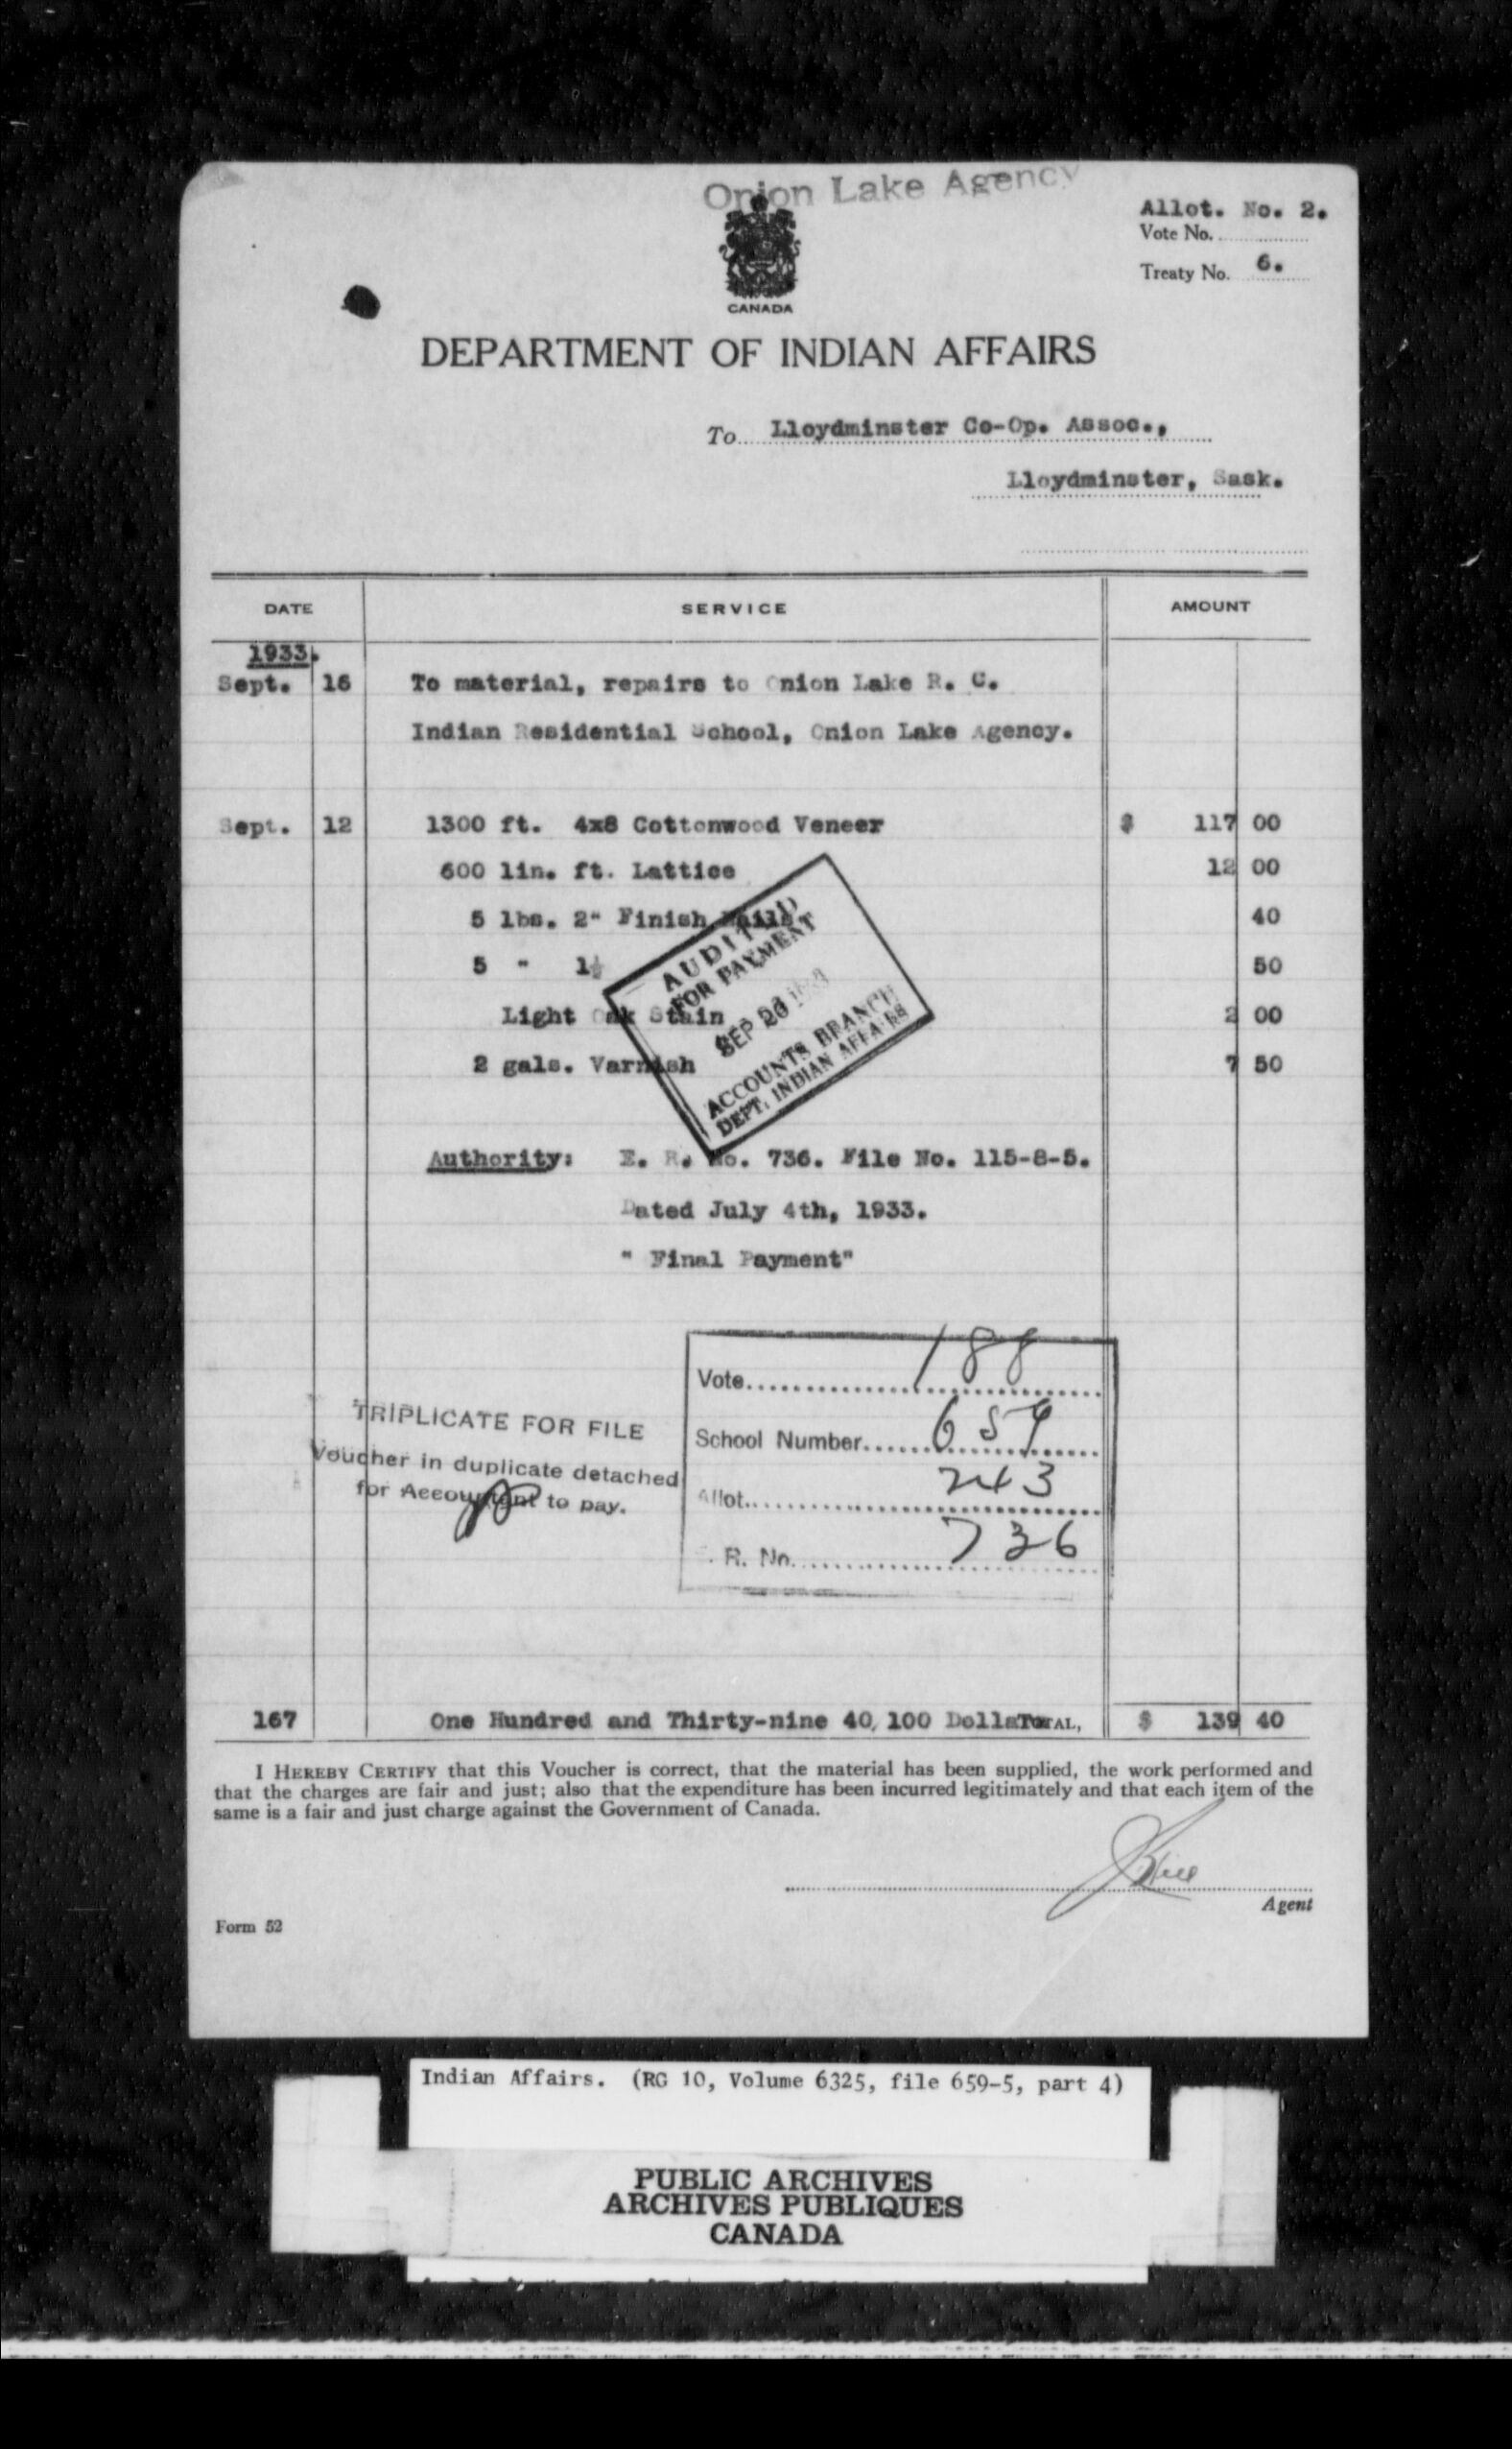 Onion Lake Agency
Allot. No. 2.
Vote No.
Treaty No. 6.
CANADA
DEPARTMENT OF INDIAN AFFAIRS
To Lloydminster Co-Op. Assoc.,
Lloydminster, Sask.
DATE SERVICE AMOUNT
1933.
Sept. 16 To material, repairs to Onion Lake R. C.
Indian Residential School, Onion Lake Agency.
Sept. 12 1300 ft. 4x8 Cottonwood Veneer $ 117 00
600 lin. ft. Lattice 12 00
5 lbs. 2" Finish Nails 40
5 " 1½ 50
Light Oak Stain 2 00
2 gals. Varnish 7 50
AUDITED
FOR PAYMENT
SEP 26
ACCOUNTS BRANCH
DEPT. INDIAN AFFAIRS
Authority: E. R. No. 736. File No. 115-8-5.
Dated July 4th, 1933.
" Final Payment"
Vote 188
School Number 659
Allot. 243
R. No. 736
TRIPLICATE FOR FILE
Voucher in duplicate detached
for Accountant to pay.
167 One Hundred and Thirty-nine 40/100 Dollars TOTAL, $ 139 40
I HEREBY CERTIFY that this Voucher is correct, that the material has been supplied, the work performed and
that the charges are fair and just; also that the expenditure has been incurred legitimately and that each item of the
same is a fair and just charge against the Government of Canada.
Agent
Form 52
Indian Affairs. (RG 10, Volume 6325, file 659-5, part 4)
PUBLIC ARCHIVES
ARCHIVES PUBLIQUES
CANADA